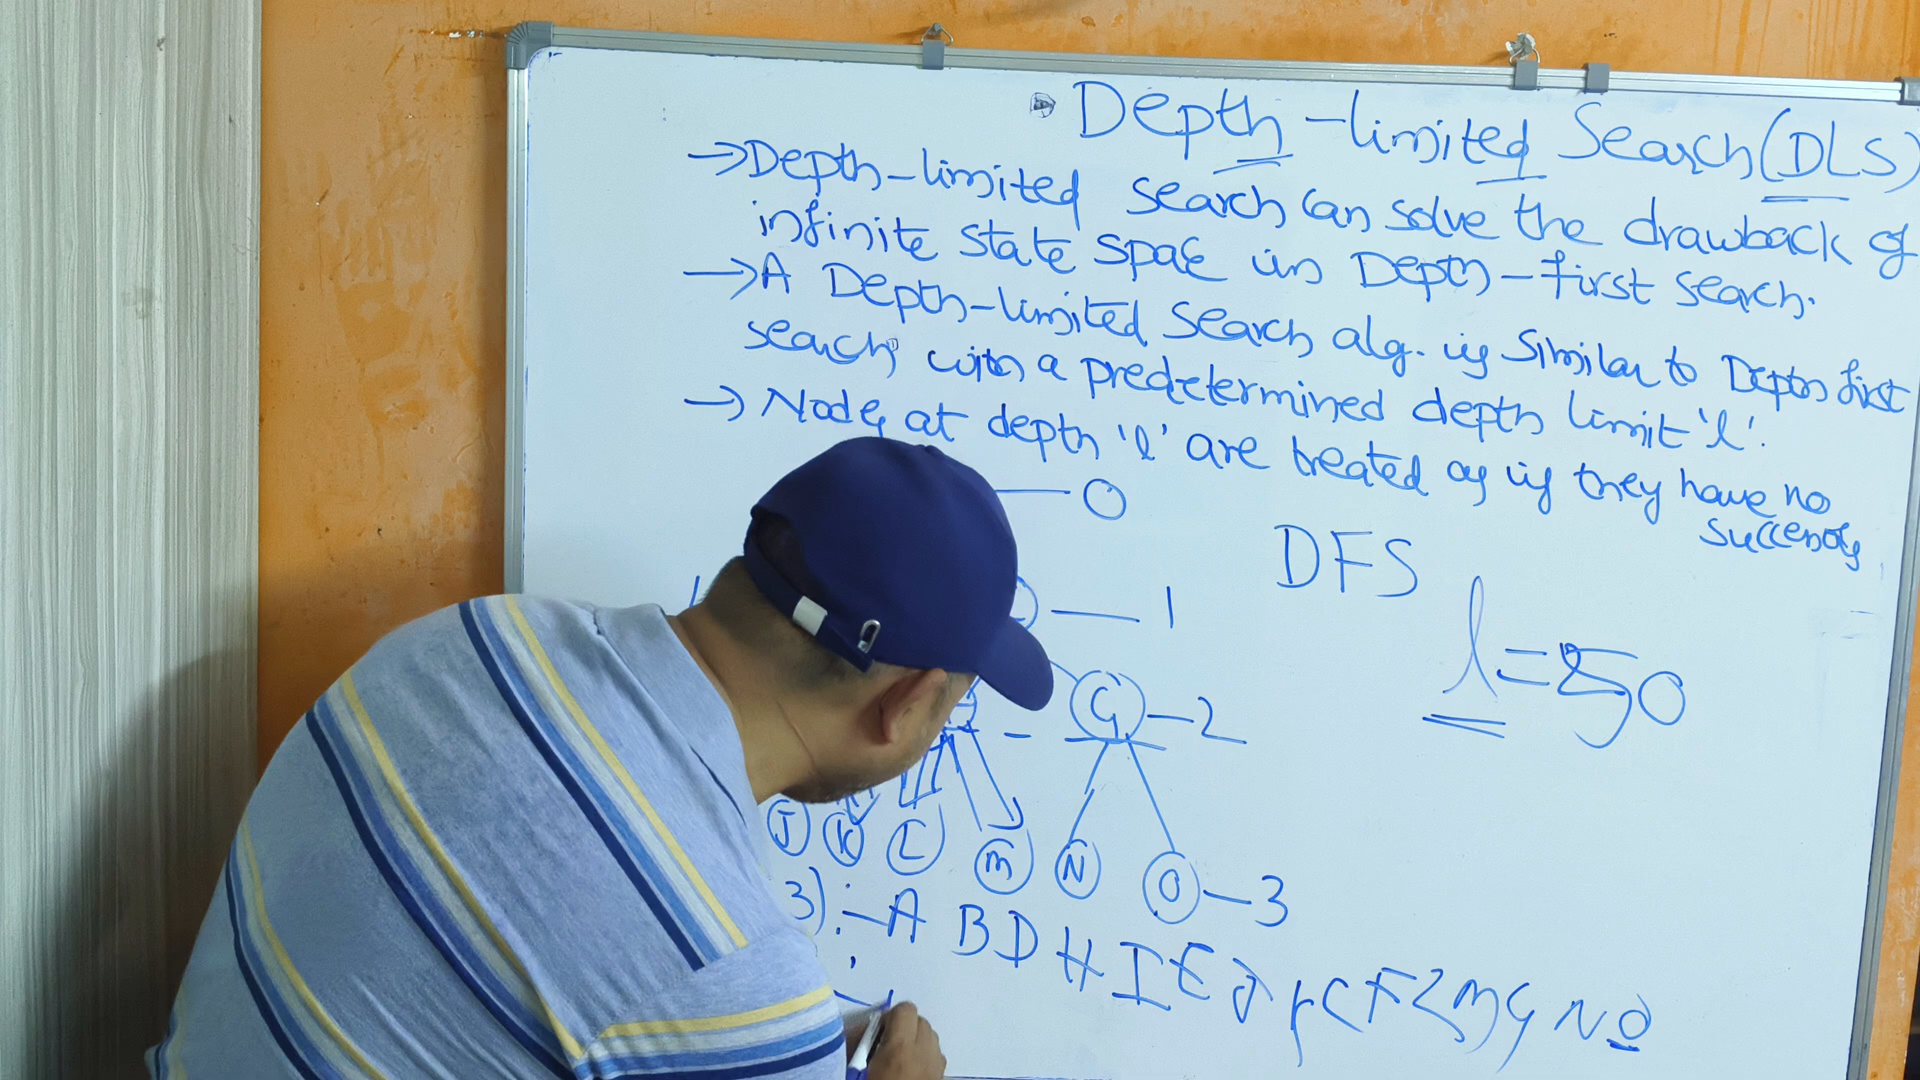 Depth-limited Search(DLS)
→Depth-limited Search Can solve the drawback of
infinite state space in Depth-first search.
→A Depth-limited Search alg. is similar to Depth first
search with a predetermined depth limit 'l'.
→Nodes at depth 'l' are treated as if they have no
successors
0
DFS
1
l=50
G-2
J K L M N O-3
3):-A B D H I E J K C F L M G N O